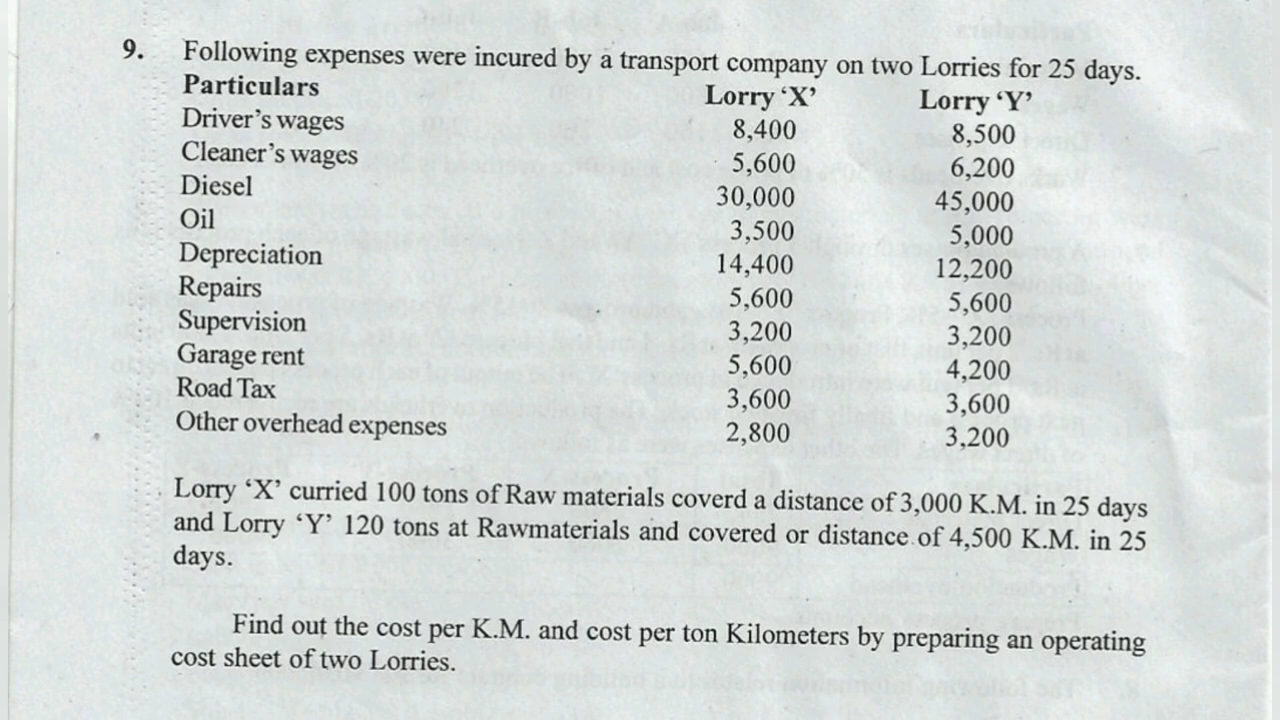 9. Following expenses were incured by a transport company on two Lorries for 25 days.
Particulars Lorry ‘X’ Lorry ‘Y’
Driver’s wages 8,400 8,500
Cleaner’s wages 5,600 6,200
Diesel 30,000 45,000
Oil 3,500 5,000
Depreciation 14,400 12,200
Repairs 5,600 5,600
Supervision 3,200 3,200
Garage rent 5,600 4,200
Road Tax 3,600 3,600
Other overhead expenses 2,800 3,200
Lorry ‘X’ curried 100 tons of Raw materials coverd a distance of 3,000 K.M. in 25 days
and Lorry ‘Y’ 120 tons at Rawmaterials and covered or distance of 4,500 K.M. in 25
days.
Find out the cost per K.M. and cost per ton Kilometers by preparing an operating
cost sheet of two Lorries.